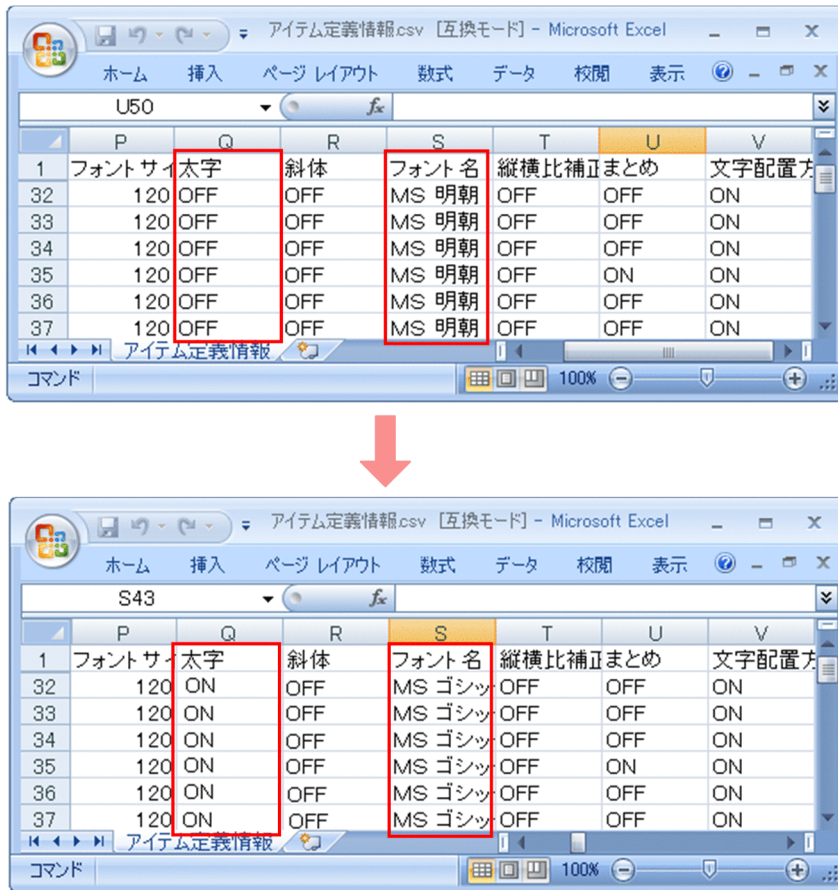 アイテム定義情報.csv [互換モード] - Microsoft Excel
ホーム 挿入 ページ レイアウト 数式 データ 校閲 表示
U50 fx
P Q R S T U V
1 フォント サイ 太字 斜体 フォント名 縦横比補正 まとめ 文字配置方
32 120 OFF OFF MS 明朝 OFF OFF ON
33 120 OFF OFF MS 明朝 OFF OFF ON
34 120 OFF OFF MS 明朝 OFF OFF ON
35 120 OFF OFF MS 明朝 OFF ON ON
36 120 OFF OFF MS 明朝 OFF OFF ON
37 120 OFF OFF MS 明朝 OFF OFF ON
アイテム定義情報
コマンド 100%
アイテム定義情報.csv [互換モード] - Microsoft Excel
ホーム 挿入 ページ レイアウト 数式 データ 校閲 表示
S43 fx
P Q R S T U V
1 フォント サイ 太字 斜体 フォント名 縦横比補正 まとめ 文字配置方
32 120 ON OFF MS ゴシッ OFF OFF ON
33 120 ON OFF MS ゴシッ OFF OFF ON
34 120 ON OFF MS ゴシッ OFF OFF ON
35 120 ON OFF MS ゴシッ OFF ON ON
36 120 ON OFF MS ゴシッ OFF OFF ON
37 120 ON OFF MS ゴシッ OFF OFF ON
アイテム定義情報
コマンド 100%